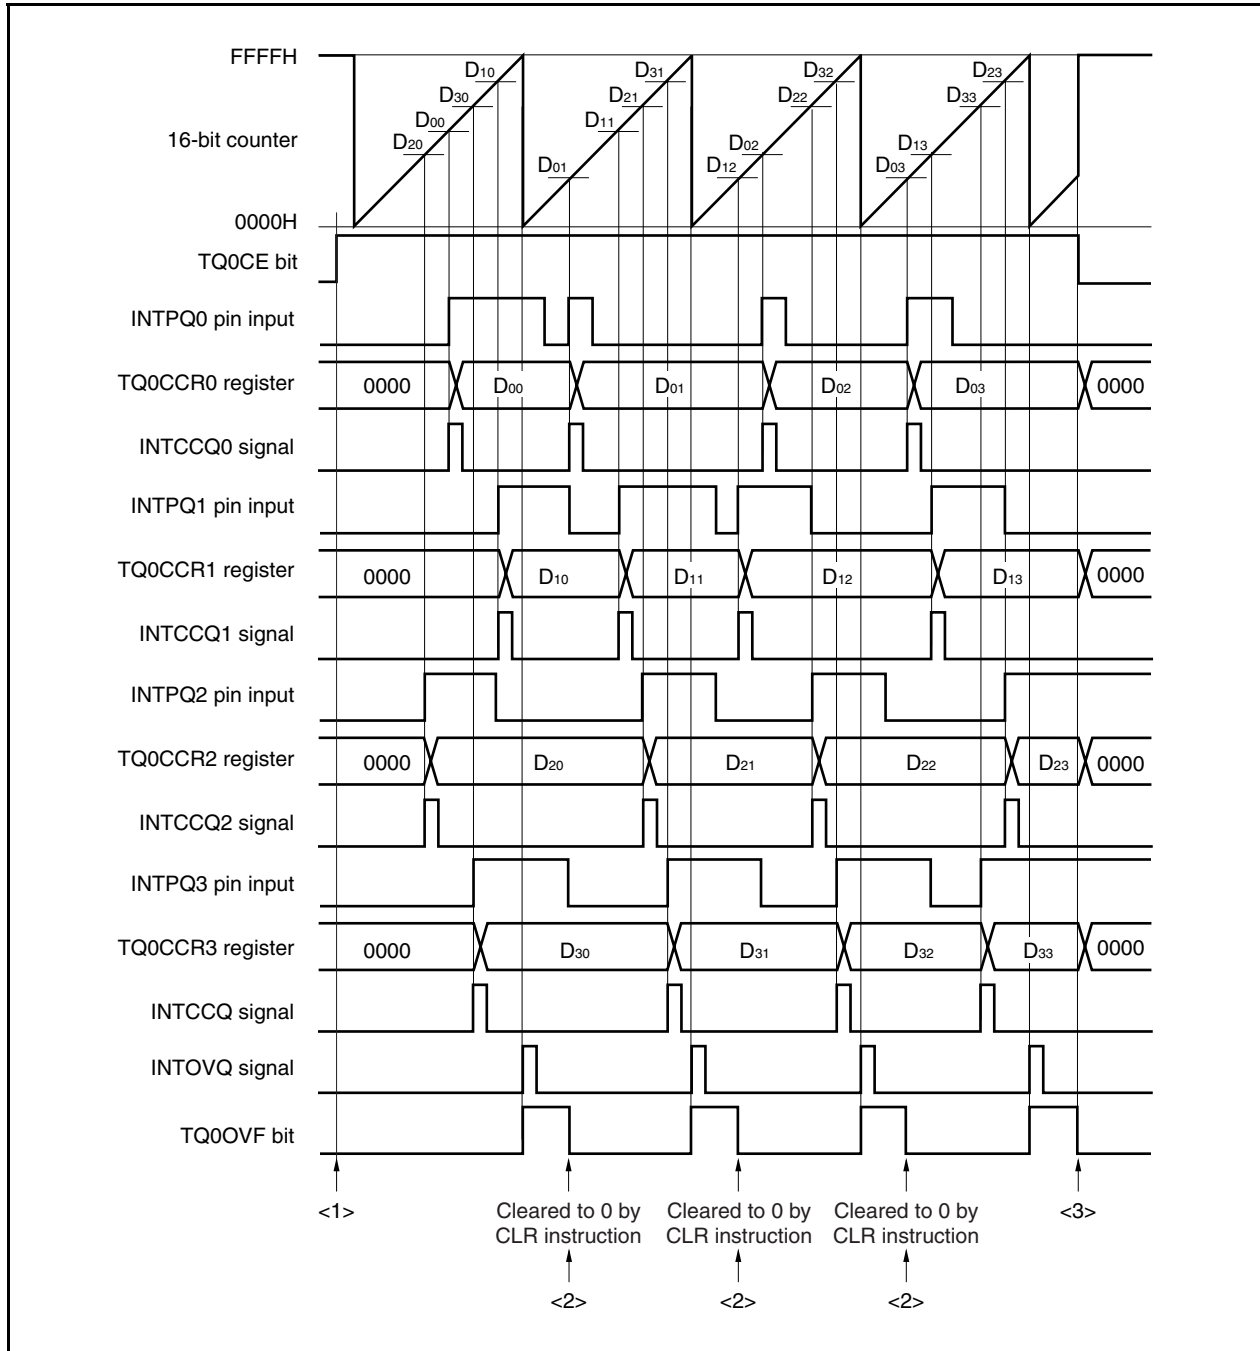 FFFFH
D10
D31
D32
D23
D30
D21
D22
D33
D00
D11
16-bit counter
D20
D02
D13
D01
D12
D03
0000H
TQ0CE bit
INTPQ0 pin input
TQ0CCR0 register
0000
D00
D01
D02
D03
0000
INTCCQ0 signal
INTPQ1 pin input
TQ0CCR1 register
0000
D10
D11
D12
D13
0000
INTCCQ1 signal
INTPQ2 pin input
TQ0CCR2 register
0000
D20
D21
D22
D23
0000
INTCCQ2 signal
INTPQ3 pin input
TQ0CCR3 register
0000
D30
D31
D32
D33
0000
INTCCQ signal
INTOVQ signal
TQ0OVF bit
<1>
Cleared to 0 by
CLR instruction
Cleared to 0 by
CLR instruction
Cleared to 0 by
CLR instruction
<3>
<2>
<2>
<2>